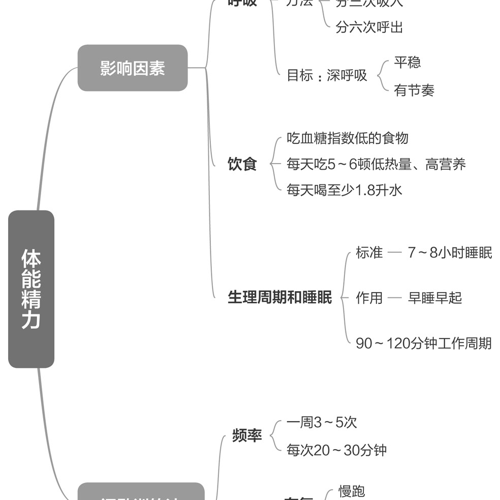 呼吸
方法
分三次吸入
分六次呼出
影响因素
目标:深呼吸
平稳
有节奏
饮食
吃血糖指数低的食物
每天吃5～6顿低热量、高营养
每天喝至少1.8升水
体能精力
生理周期和睡眠
标准
7～8小时睡眠
作用
早睡早起
90～120分钟工作周期
频率
一周3～5次
每次20～30分钟
慢跑